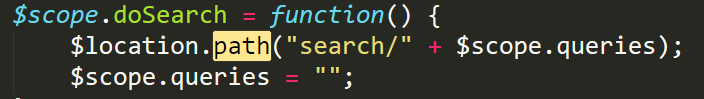 $scope.doSearch = function() {
$location.path("search/" + $scope.queries);
$scope.queries = "";